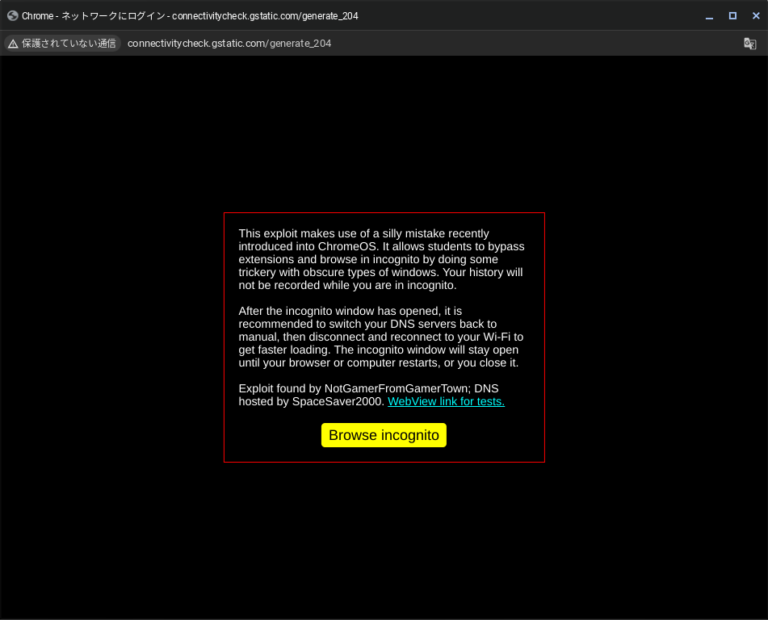 Chrome - ネットワークにログイン - connectivitycheck.gstatic.com/generate_204
保護されていない通信 connectivitycheck.gstatic.com/generate_204
This exploit makes use of a silly mistake recently
introduced into ChromeOS. It allows students to bypass
extensions and browse in incognito by doing some
trickery with obscure types of windows. Your history will
not be recorded while you are in incognito.
After the incognito window has opened, it is
recommended to switch your DNS servers back to
manual, then disconnect and reconnect to your Wi-Fi to
get faster loading. The incognito window will stay open
until your browser or computer restarts, or you close it.
Exploit found by NotGamerFromGamerTown; DNS
hosted by SpaceSaver2000. WebView link for tests.
Browse incognito